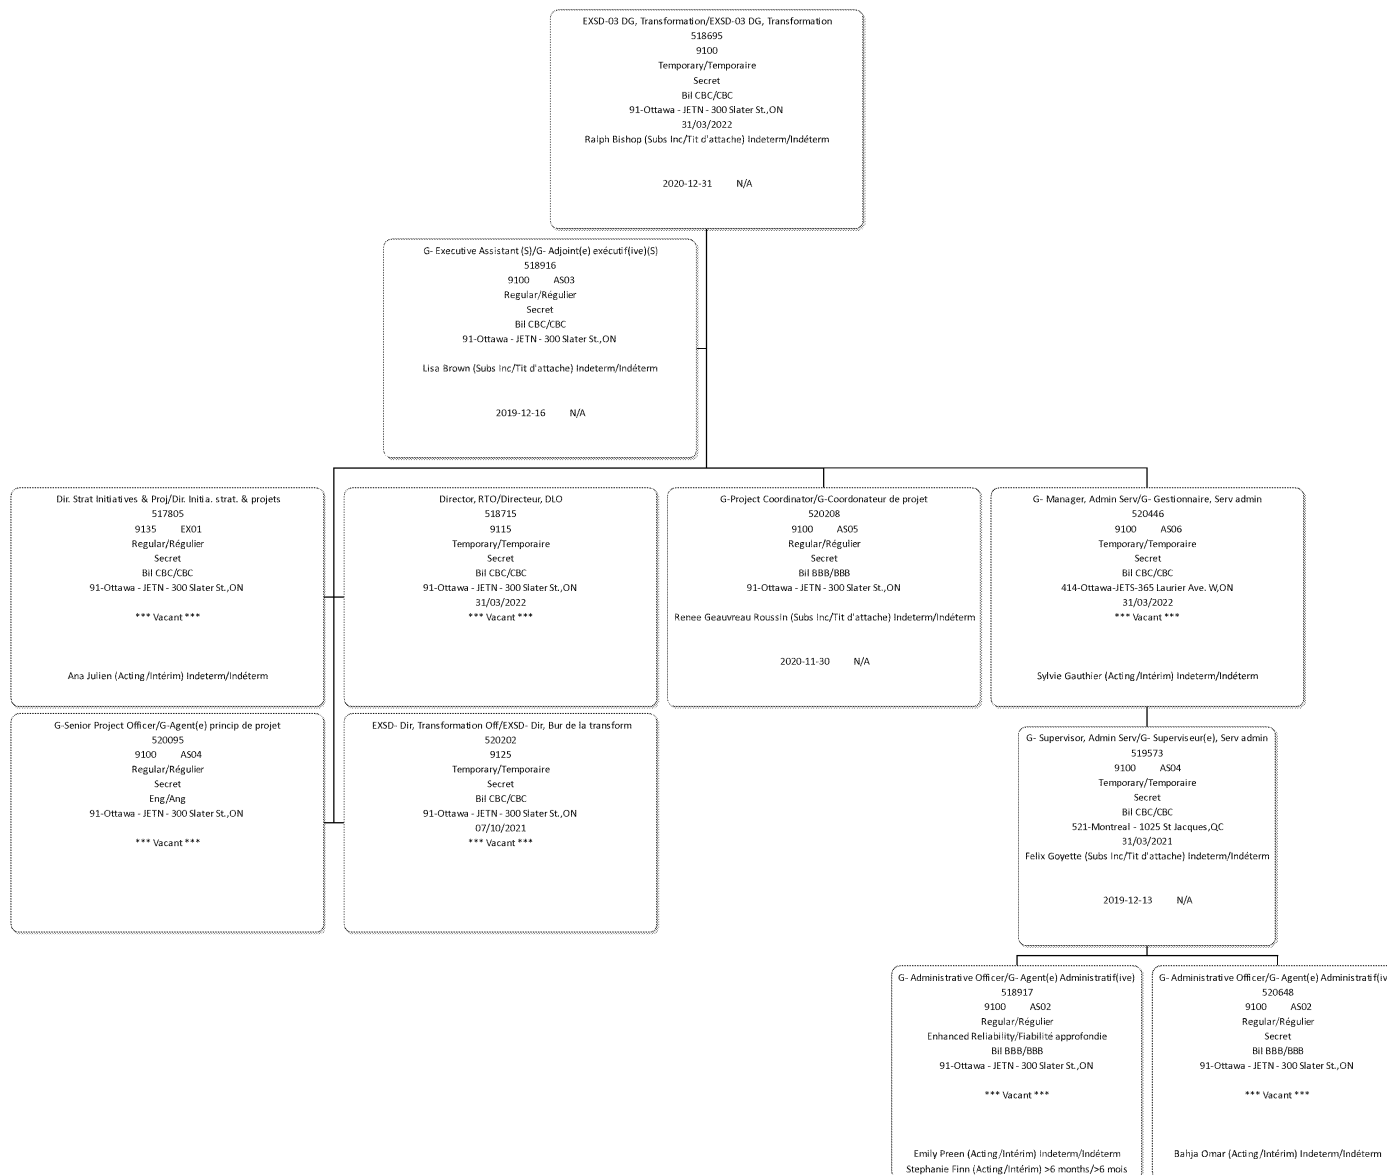 EXSD-03 DG, Transformation/EXSD-03 DG, Transformation
518695
9100
Temporary/Temporaire
Secret
Bil CBC/CBC
91-Ottawa - JETN - 300 Slater St.,ON
31/03/2022
Ralph Bishop (Subs Inc/Tit d'attache) Indeterm/Indéterm
2020-12-31 N/A
G- Executive Assistant (S)/G- Adjoint(e) exécutif(ive)(S)
518916
9100 AS03
Regular/Régulier
Secret
Bil CBC/CBC
91-Ottawa - JETN - 300 Slater St.,ON
Lisa Brown (Subs Inc/Tit d'attache) Indeterm/Indéterm
2019-12-16 N/A
Dir. Strat Initiatives & Proj/Dir. Initia. strat. & projets
517805
9135 EX01
Regular/Régulier
Secret
Bil CBC/CBC
91-Ottawa - JETN - 300 Slater St.,ON
*** Vacant ***
Ana Julien (Acting/Intérim) Indeterm/Indéterm
Director, RTO/Directeur, DLO
518715
9115
Temporary/Temporaire
Secret
Bil CBC/CBC
91-Ottawa - JETN - 300 Slater St.,ON
31/03/2022
*** Vacant ***
G-Project Coordinator/G-Coordonateur de projet
520208
9100 AS05
Regular/Régulier
Secret
Bil BBB/BBB
91-Ottawa - JETN - 300 Slater St.,ON
Renee Geauvreau Roussin (Subs Inc/Tit d'attache) Indeterm/Indéterm
2020-11-30 N/A
G- Manager, Admin Serv/G- Gestionnaire, Serv admin
520446
9100 AS06
Temporary/Temporaire
Secret
Bil CBC/CBC
414-Ottawa-JETS-365 Laurier Ave. W,ON
31/03/2022
*** Vacant ***
Sylvie Gauthier (Acting/Intérim) Indeterm/Indéterm
G-Senior Project Officer/G-Agent(e) princip de projet
520095
9100 AS04
Regular/Régulier
Secret
Eng/Ang
91-Ottawa - JETN - 300 Slater St.,ON
*** Vacant ***
EXSD- Dir, Transformation Off/EXSD- Dir, Bur de la transform
520202
9125
Temporary/Temporaire
Secret
Bil CBC/CBC
91-Ottawa - JETN - 300 Slater St.,ON
07/10/2021
*** Vacant ***
G- Supervisor, Admin Serv/G- Superviseur(e), Serv admin
519573
9100 AS04
Temporary/Temporaire
Secret
Bil CBC/CBC
521-Montreal - 1025 St Jacques,QC
31/03/2021
Felix Goyette (Subs Inc/Tit d'attache) Indeterm/Indéterm
2019-12-13 N/A
G- Administrative Officer/G- Agent(e) Administratif(ive)
518917
9100 AS02
Regular/Régulier
Enhanced Reliability/Fiabilité approfondie
Bil BBB/BBB
91-Ottawa - JETN - 300 Slater St.,ON
*** Vacant ***
Emily Preen (Acting/Intérim) Indeterm/Indéterm
Stephanie Finn (Acting/Intérim) >6 months/>6 mois
G- Administrative Officer/G- Agent(e) Administratif(iv
520648
9100 AS02
Regular/Régulier
Secret
Bil BBB/BBB
91-Ottawa - JETN - 300 Slater St.,ON
*** Vacant ***
Bahja Omar (Acting/Intérim) Indeterm/Indéterm